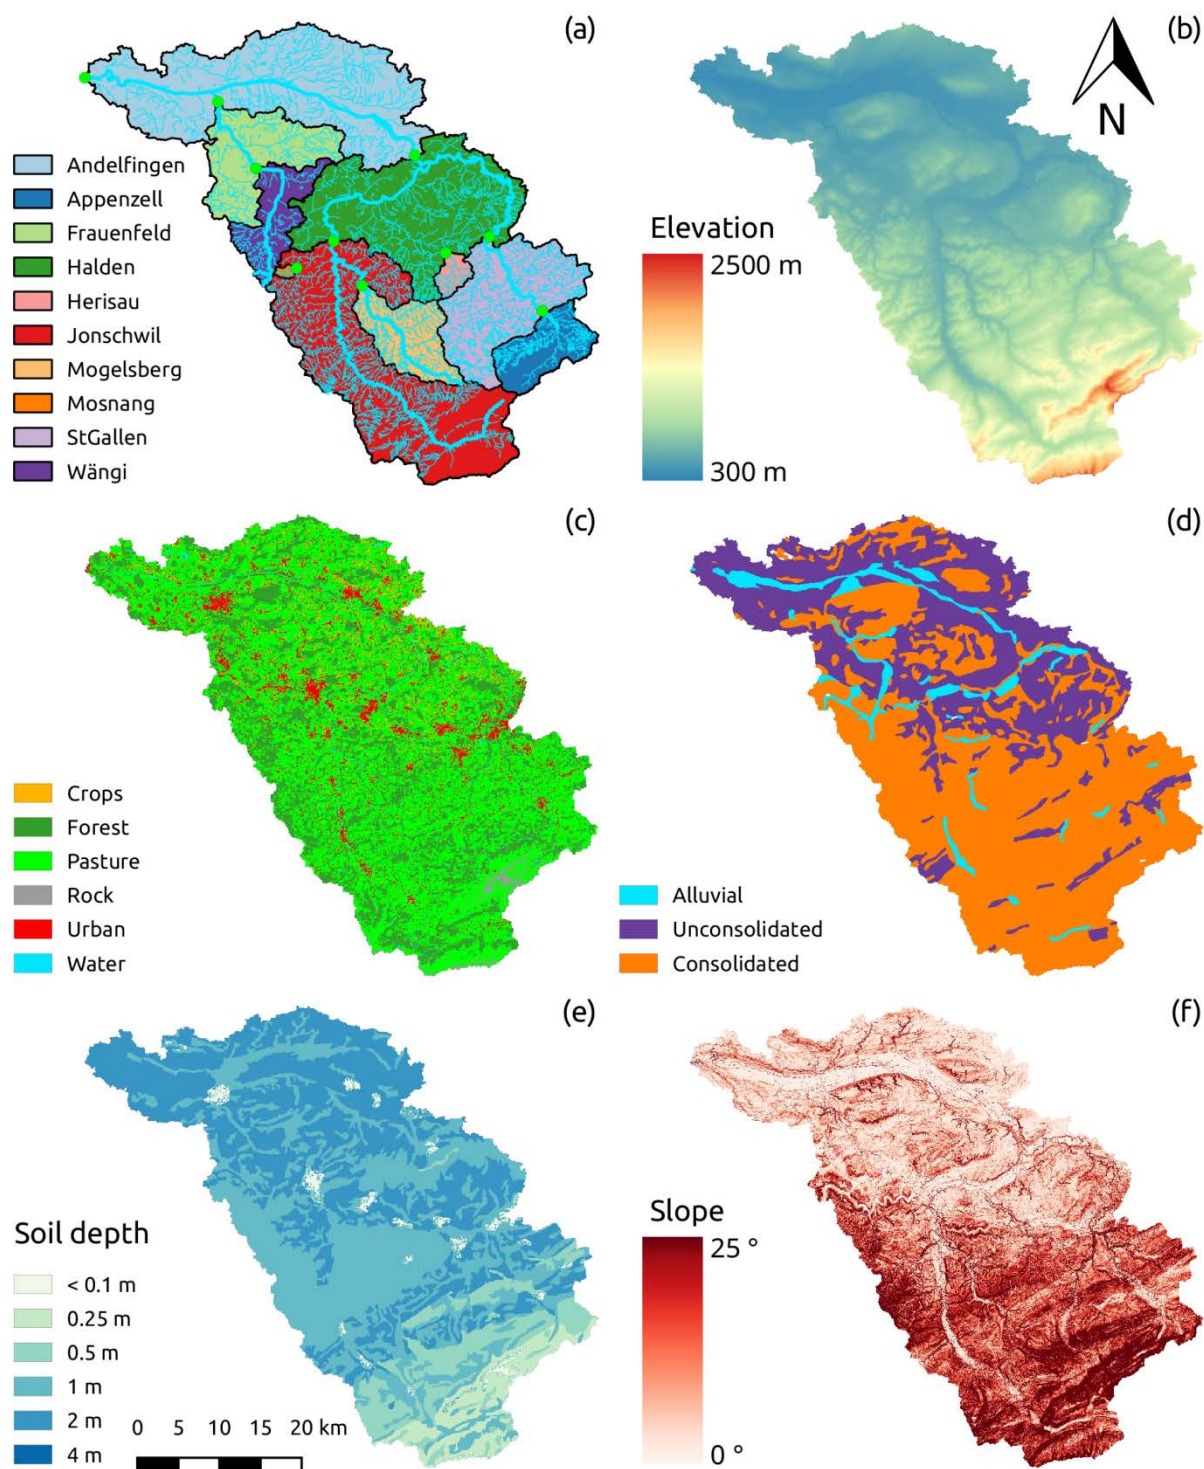 (a)
Andelfingen
Appenzell
Frauenfeld
Halden
Herisau
Jonschwil
Mogelsberg
Mosnang
StGallen
Wängi
(b)
N
Elevation
2500 m
300 m
(c)
Crops
Forest
Pasture
Rock
Urban
Water
(d)
Alluvial
Unconsolidated
Consolidated
(e)
Soil depth
< 0.1 m
0.25 m
0.5 m
1 m
2 m
4 m
0 5 10 15 20 km
(f)
Slope
25 °
0 °